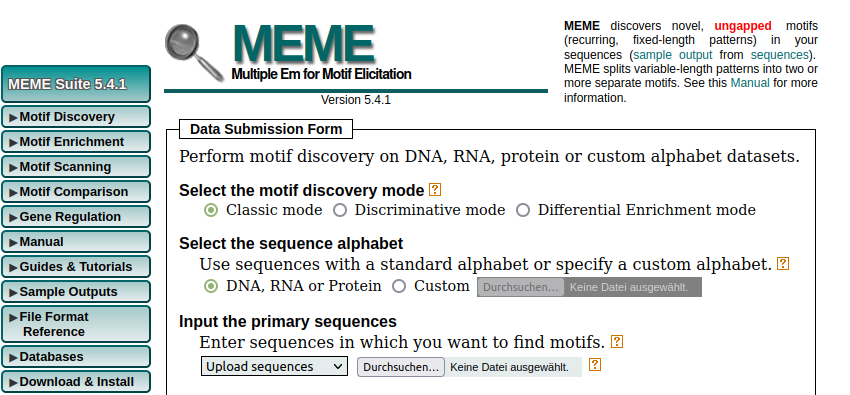 MEME
Multiple Em for Motif Elicitation
Version 5.4.1
MEME discovers novel, ungapped motifs
(recurring, fixed-length patterns) in your
sequences (sample output from sequences).
MEME splits variable-length patterns into two or
more separate motifs. See this Manual for more
information.
MEME Suite 5.4.1
►Motif Discovery
►Motif Enrichment
►Motif Scanning
►Motif Comparison
►Gene Regulation
►Manual
►Guides & Tutorials
►Sample Outputs
►File Format
Reference
►Databases
►Download & Install
Data Submission Form
Perform motif discovery on DNA, RNA, protein or custom alphabet datasets.
Select the motif discovery mode ?
Classic mode Discriminative mode Differential Enrichment mode
Select the sequence alphabet
Use sequences with a standard alphabet or specify a custom alphabet. ?
DNA, RNA or Protein Custom Durchsuchen... Keine Datei ausgewählt.
Input the primary sequences
Enter sequences in which you want to find motifs. ?
Upload sequences Durchsuchen... Keine Datei ausgewählt. ?